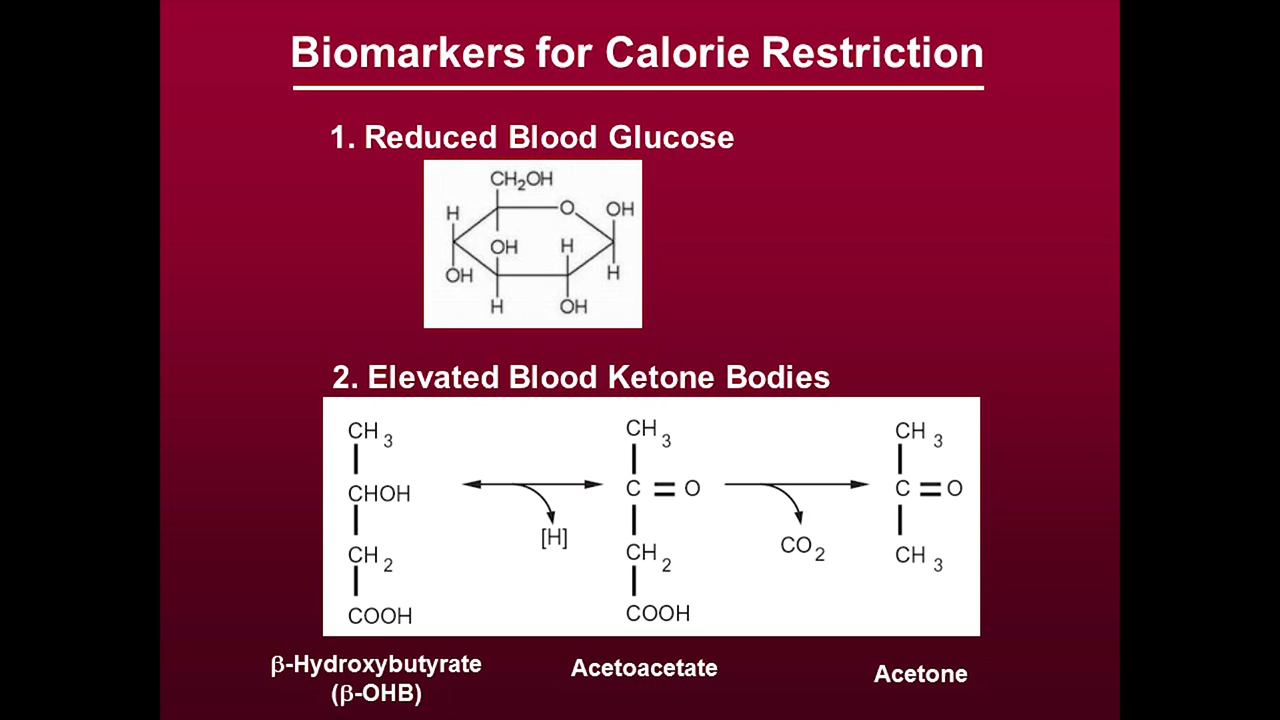 Biomarkers for Calorie Restriction
1. Reduced Blood Glucose
CH₂OH
H O OH
OH H
OH H
H OH
2. Elevated Blood Ketone Bodies
CH₃ CH₃ CH₃
CHOH C = O C = O
[H] CO₂
CH₂ CH₂ CH₃
COOH COOH
β-Hydroxybutyrate Acetoacetate Acetone
(β-OHB)